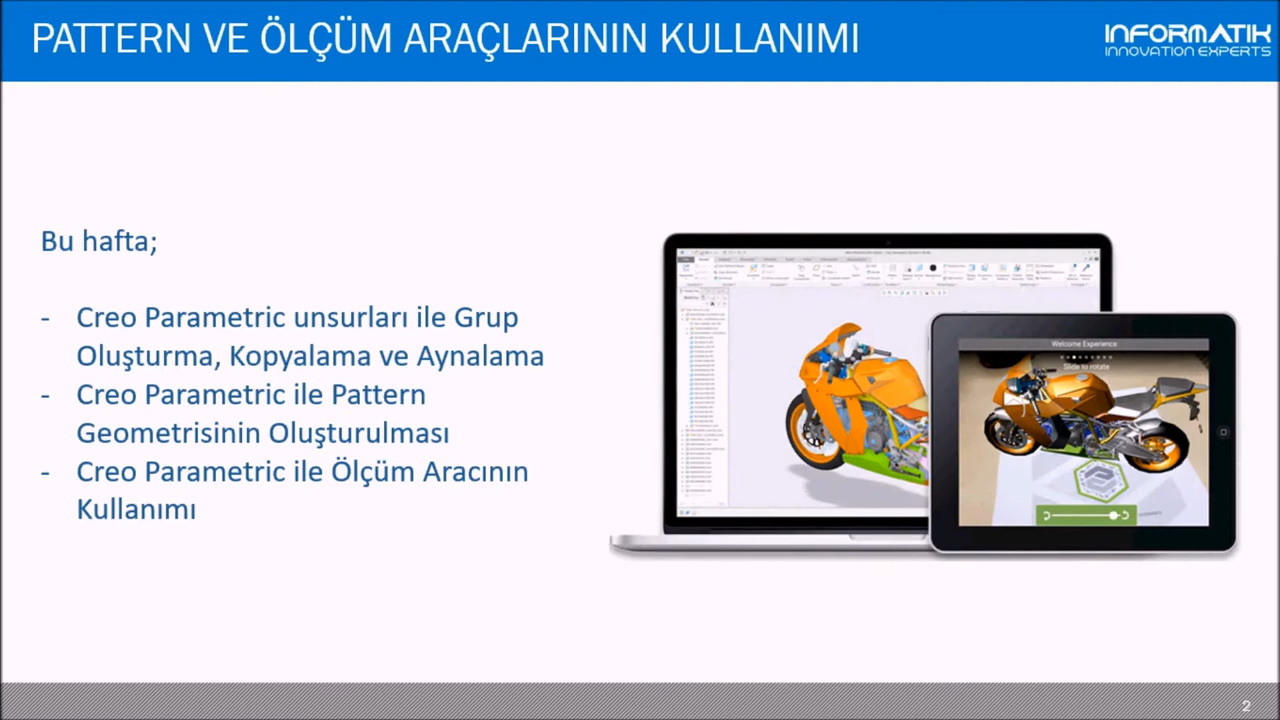 PATTERN VE ÖLÇÜM ARAÇLARININ KULLANIMI
INFORMATIK
INNOVATION EXPERTS
Bu hafta;
- Creo Parametric unsurları ile Grup
Oluşturma, Kopyalama ve Aynalama
- Creo Parametric ile Pattern
Geometrisinin Oluşturulması
- Creo Parametric ile Ölçüm Aracının
Kullanımı
Welcome Experience
Slide to rotate
2